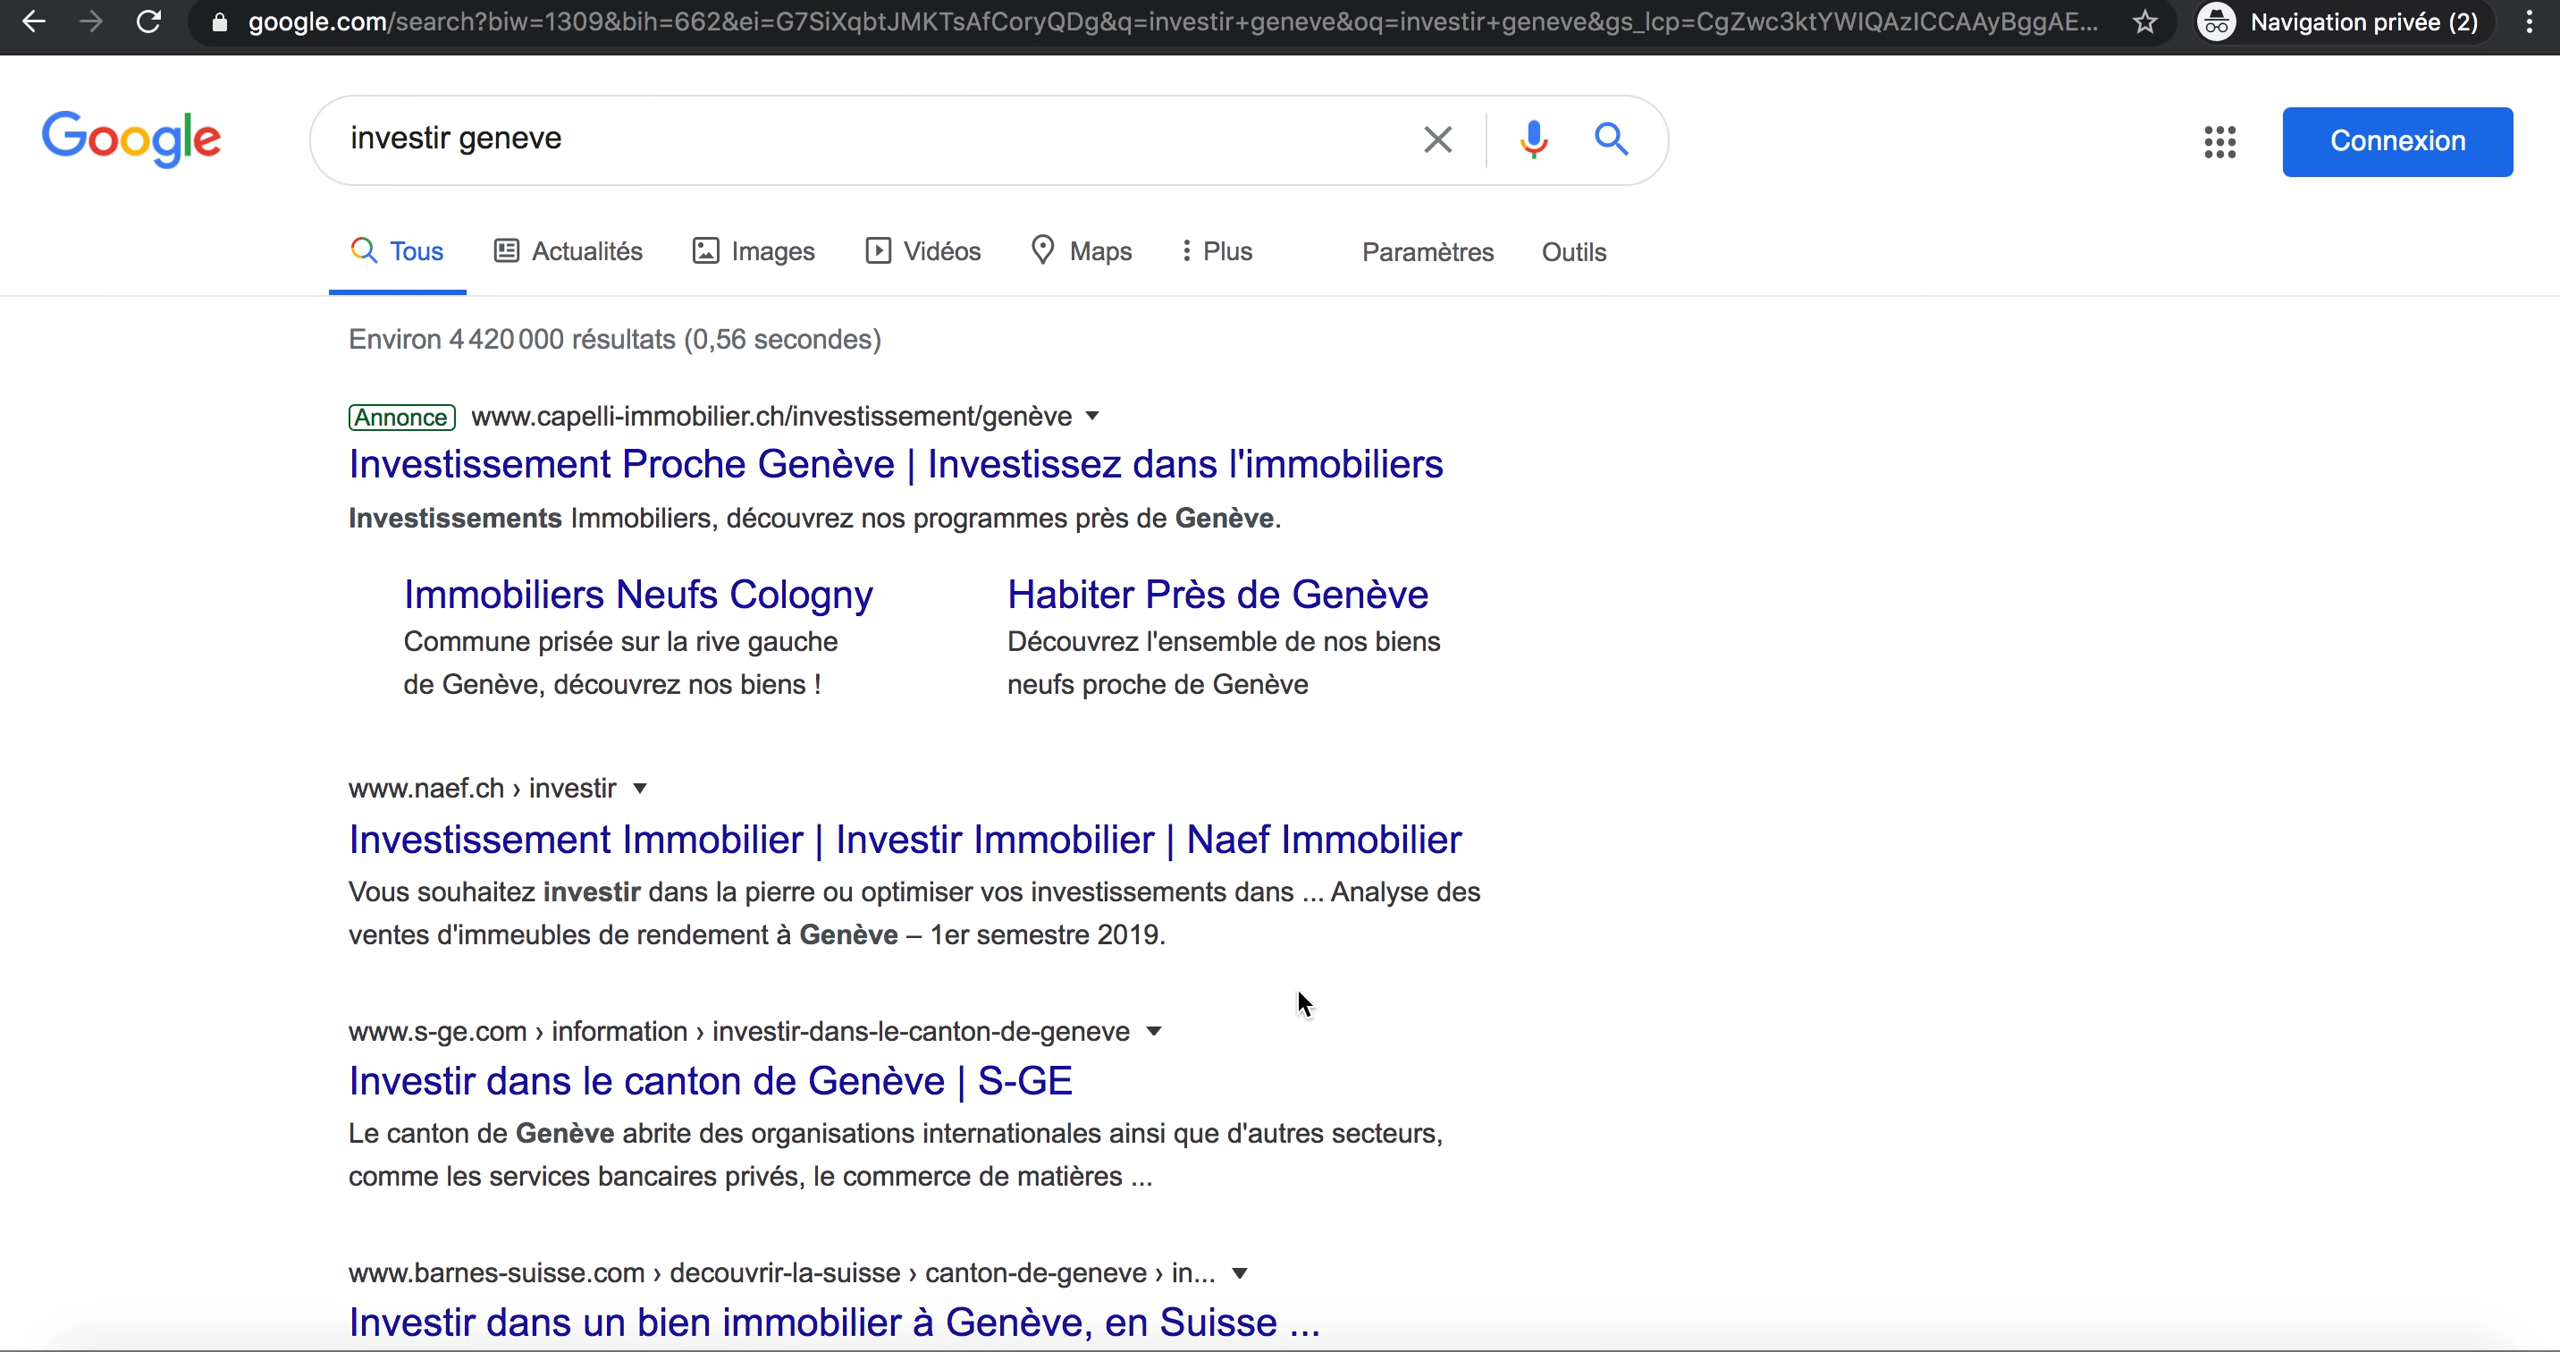 google.com/search?biw=1309&bih=662&ei=G7SiXqbtJMKTsAfCoryQDg&q=investir+geneve&oq=investir+geneve&gs_lcp=CgZwc3ktYWIQAzICCAAyBggAE...
Navigation privée (2)
Google
investir geneve
Connexion
Tous Actualités Images Vidéos Maps Plus Paramètres Outils
Environ 4 420 000 résultats (0,56 secondes)
Annonce www.capelli-immobilier.ch/investissement/genève
Investissement Proche Genève | Investissez dans l'immobiliers
Investissements Immobiliers, découvrez nos programmes près de Genève.
Immobiliers Neufs Cologny
Commune prisée sur la rive gauche
de Genève, découvrez nos biens !
Habiter Près de Genève
Découvrez l'ensemble de nos biens
neufs proche de Genève
www.naef.ch › investir
Investissement Immobilier | Investir Immobilier | Naef Immobilier
Vous souhaitez investir dans la pierre ou optimiser vos investissements dans ... Analyse des
ventes d'immeubles de rendement à Genève – 1er semestre 2019.
www.s-ge.com › information › investir-dans-le-canton-de-geneve
Investir dans le canton de Genève | S-GE
Le canton de Genève abrite des organisations internationales ainsi que d'autres secteurs,
comme les services bancaires privés, le commerce de matières ...
www.barnes-suisse.com › decouvrir-la-suisse › canton-de-geneve › in...
Investir dans un bien immobilier à Genève, en Suisse ...